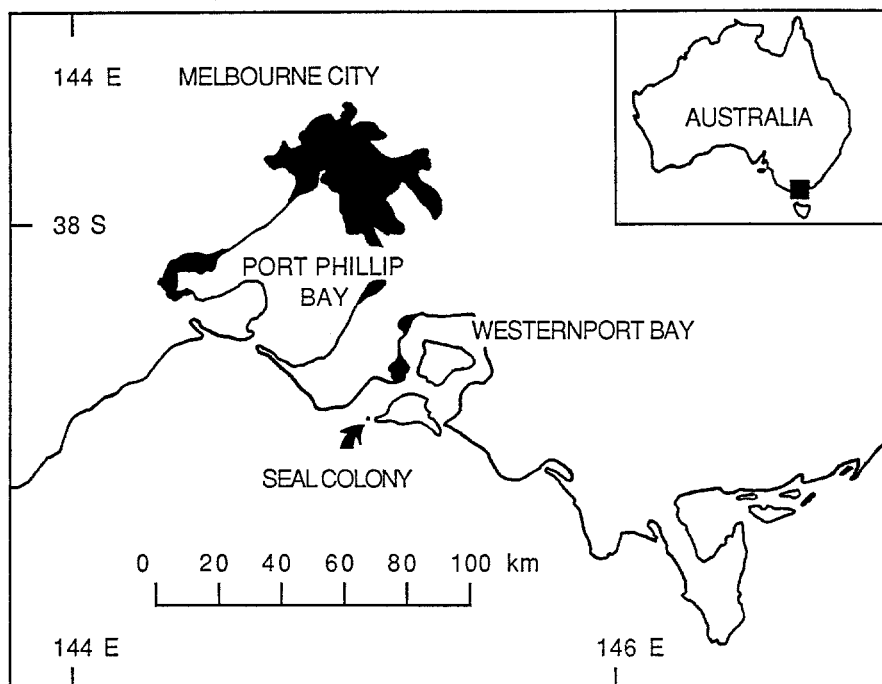 144 E
MELBOURNE CITY
AUSTRALIA
38 S
PORT PHILLIP
BAY
WESTERNPORT BAY
SEAL COLONY
0 20 40 60 80 100 km
144 E
146 E